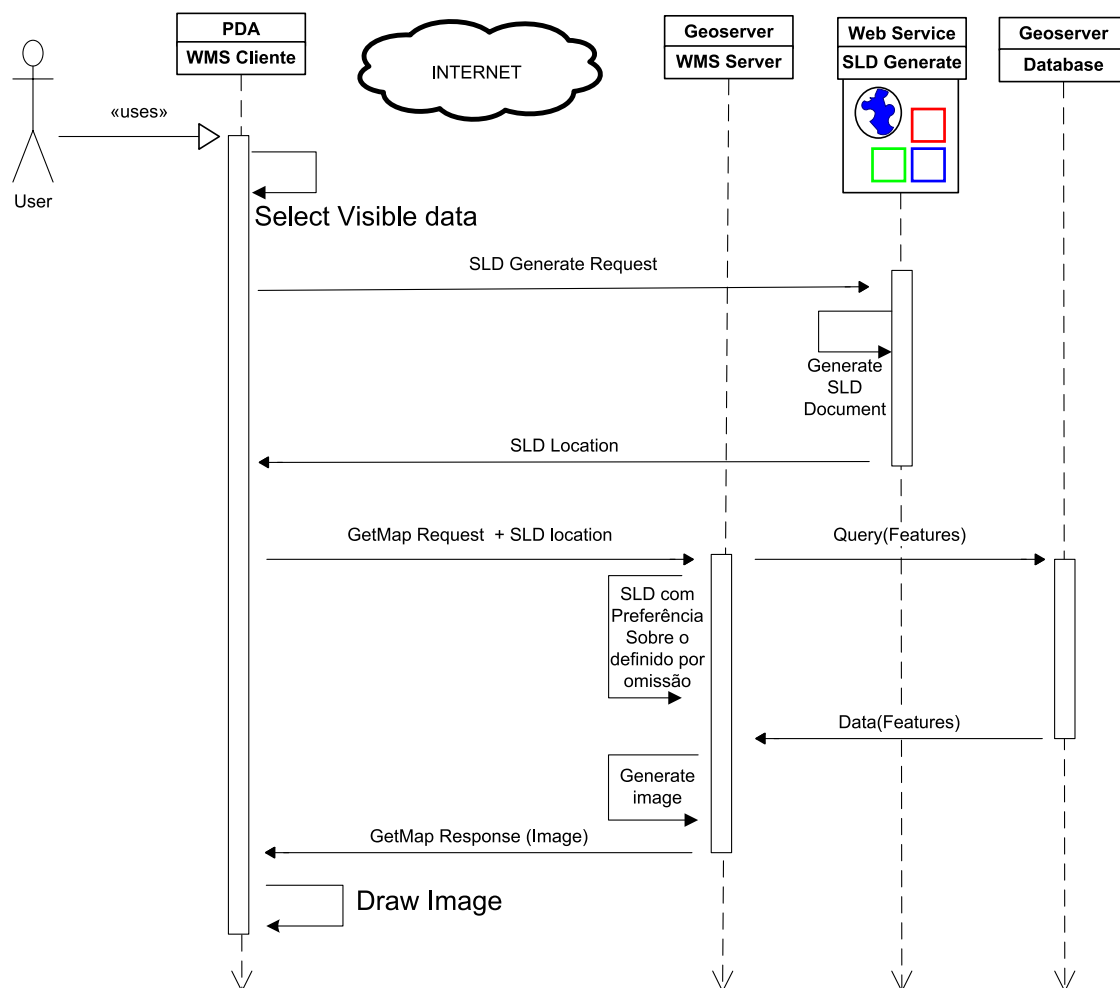 PDA
WMS Cliente
INTERNET
Geoserver
WMS Server
Web Service
SLD Generate
Geoserver
Database
«uses»
User
Select Visible data
SLD Generate Request
Generate
SLD
Document
SLD Location
GetMap Request + SLD location
Query(Features)
SLD com
Preferência
Sobre o
definido por
omissão
Data(Features)
Generate
image
GetMap Response (Image)
Draw Image